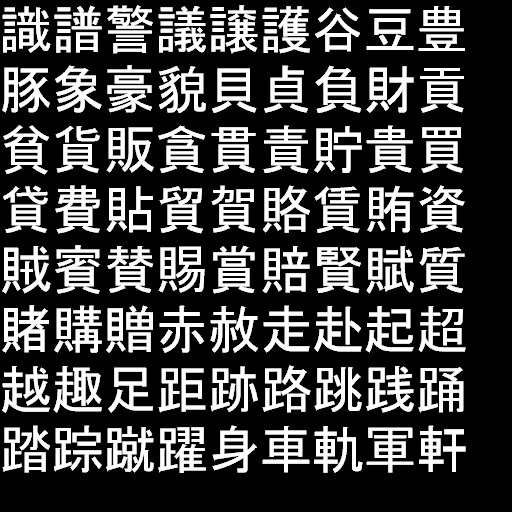 識譜警議譲護谷豆豊
豚象豪貌貝貞負財貢
貧貨販貪貫責貯貴買
貸費貼貿賀賂賃賄資
賊賓賛賜賞賠賢賦質
賭購贈赤赦走赴起超
越趣足距跡路跳践踊
踏踪蹴躍身車軌軍軒